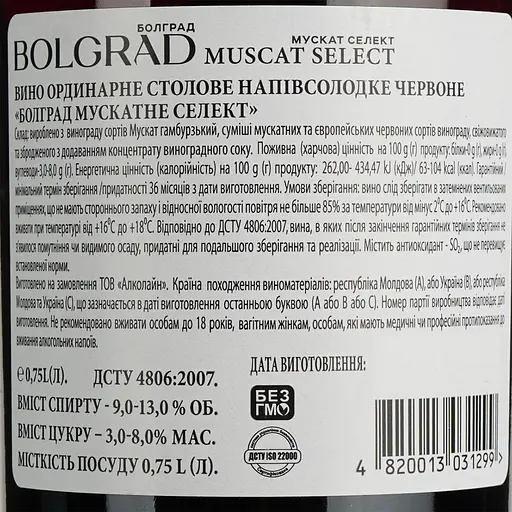 БОЛГРАД
BOLGRAD
МУСКАТ СЕЛЕКТ
MUSCAT SELECT
ВИНО ОРДИНАРНЕ СТОЛОВЕ НАПІВСОЛОДКЕ ЧЕРВОНЕ
«БОЛГРАД МУСКАТНЕ СЕЛЕКТ»
Склад: вироблено з винограду сортів Мускат гамбурзький, суміші мускатних та європейських червоних сортів винограду, свіжовижатого
та збродженого з додаванням концентрату виноградного соку. Поживна (харчова) цінність на 100 g (г) продукту: білки-0 g (г), жири-0 g (г),
вуглеводи-3,0-8,0 g (г). Енергетична цінність (калорійність) на 100 g (г) продукту: 262,00- 434,47 kJ (кДж)/ 63-104 kcal (ккал). Гарантійний /
мінімальний термін зберігання /придатності 36 місяців з дати виготовлення. Умови зберігання: вино слід зберігати в затемнених вентильованих
приміщеннях, що не мають стороннього запаху і відносної вологості повітря не більше 85% за температури від мінус 2°С до +16°С. Рекомендовано
вживати при температурі від +16°С до +18°С. Відповідно до ДСТУ 4806:2007, вина, в яких після закінчення гарантійних термінів зберігання не
з'явилося помутніння чи видимого осаду, придатні для подальшого зберігання та реалізації. Містить антиоксидант - SO₂, що не перевищує
встановленої норми.
Виготовлено на замовлення ТОВ «Алколайн». Країна походження виноматеріалів: республіка Молдова (А), або Україна (В), або республіка
Молдова та Україна (С), що зазначається в даті виготовлення останньою буквою (А або В або С). Номер партії виробництва відповідає даті
виготовлення. Не рекомендовано вживати особам до 18 років, вагітним жінкам, особам, які мають медичні чи професійні протипоказання до
вживання алкогольних напоїв.
ДАТА ВИГОТОВЛЕННЯ:
℮0,75L(Л). ДСТУ 4806:2007.
ВМІСТ СПИРТУ - 9,0-13,0 % ОБ.
ВМІСТ ЦУКРУ – 3,0-8,0% МАС.
МІСТКІСТЬ ПОСУДУ 0,75 L (Л).
БЕЗ
ГМО
ДСТУ ISO 22000
4 820013 031299 >